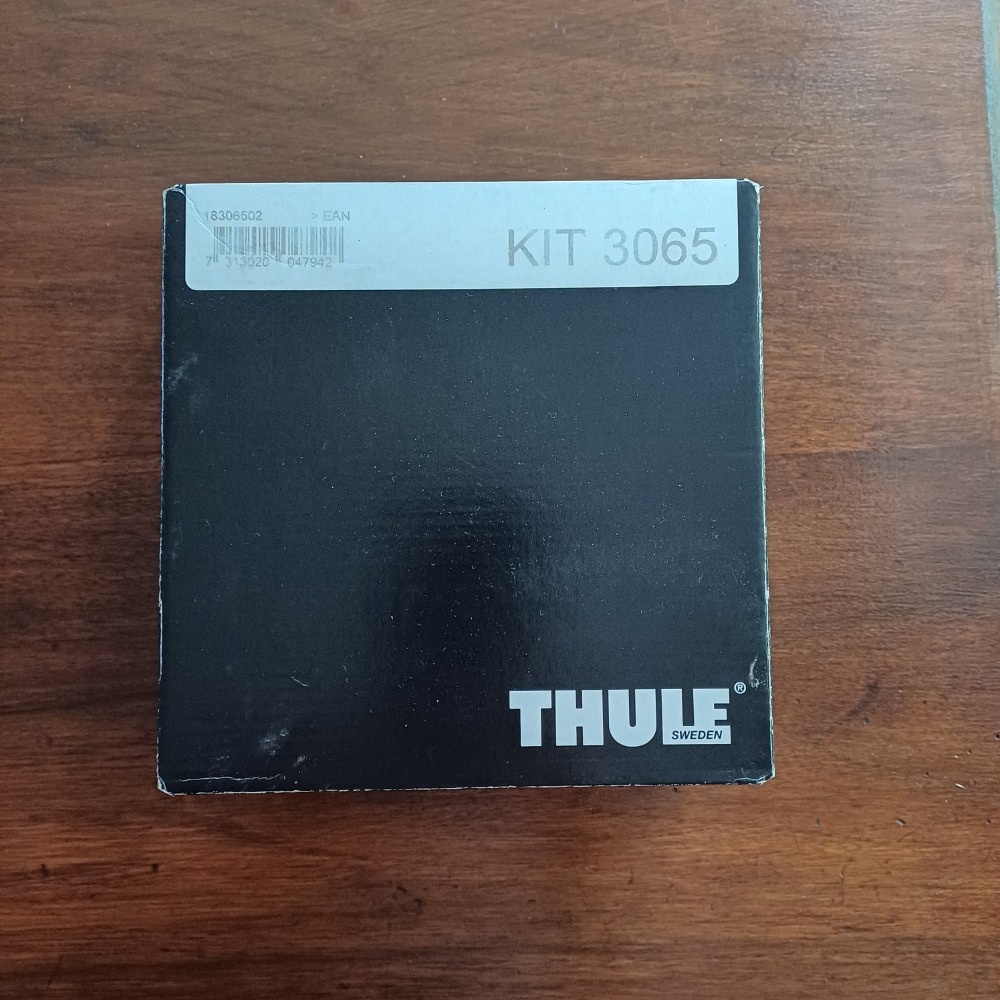 18306502 > EAN
7 313020 047942
KIT 3065
THULE®
SWEDEN